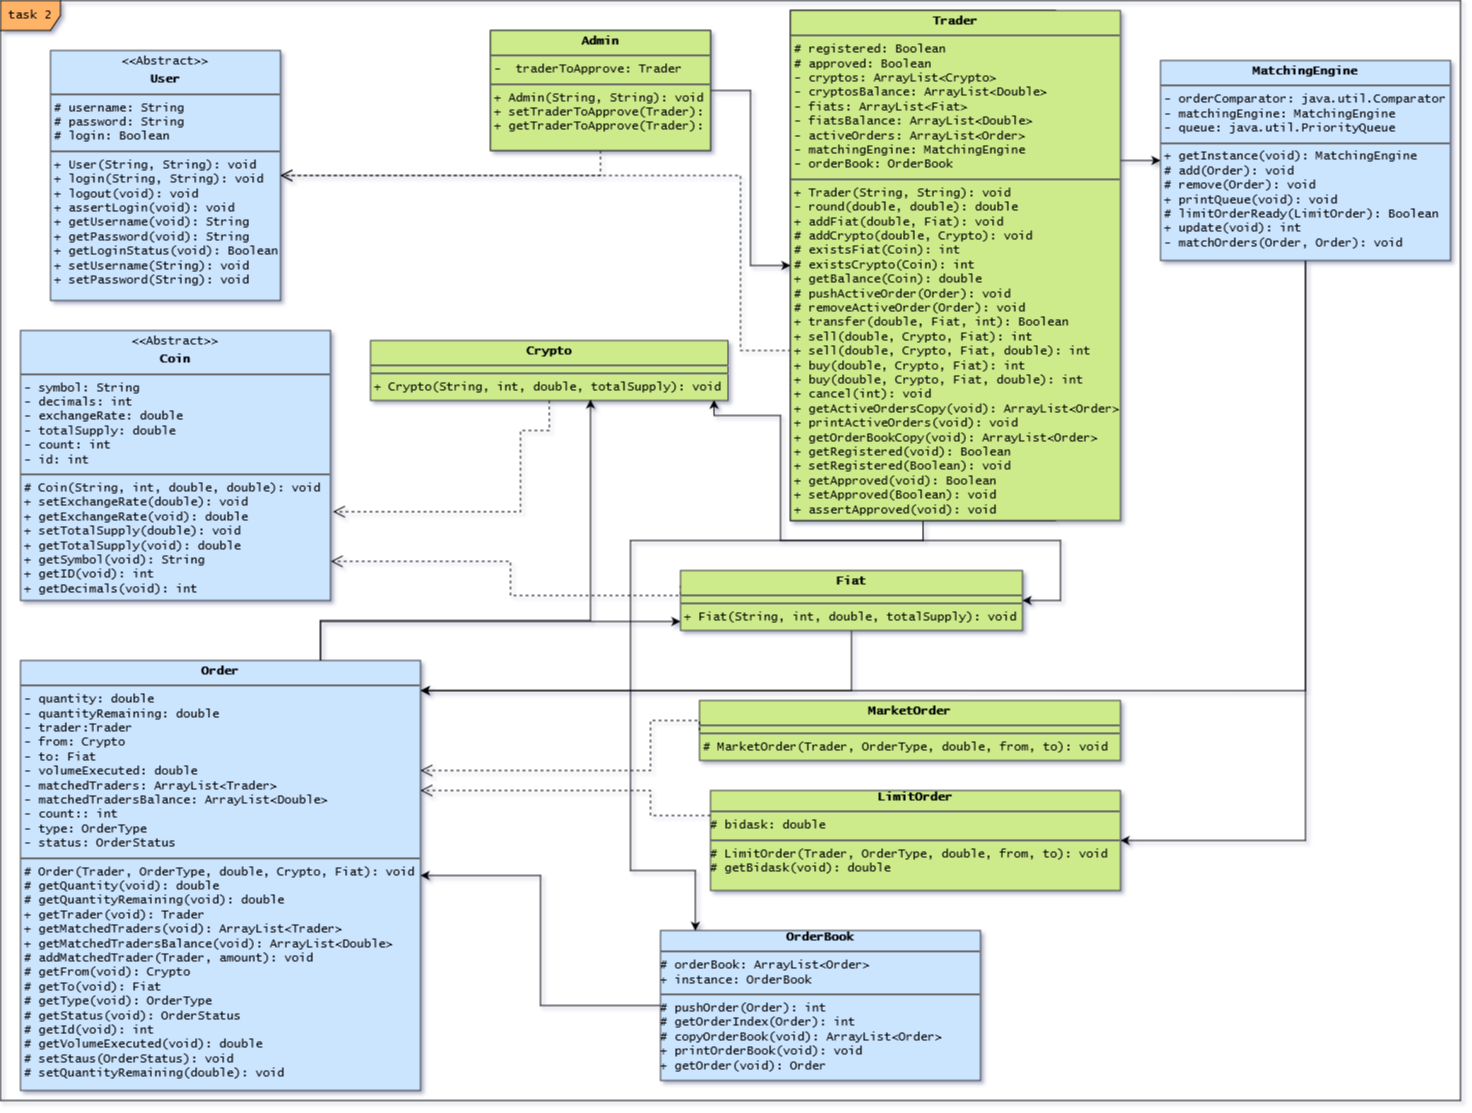 task 2
<<Abstract>>
User
# username: String
# password: String
# login: Boolean
+ User(String, String): void
+ login(String, String): void
+ logout(void): void
+ assertLogin(void): void
+ getUsername(void): String
+ getPassword(void): String
+ getLoginStatus(void): Boolean
+ setUsername(String): void
+ setPassword(String): void
Admin
- traderToApprove: Trader
+ Admin(String, String): void
+ setTraderToApprove(Trader):
+ getTraderToApprove(Trader):
Trader
# registered: Boolean
# approved: Boolean
- cryptos: ArrayList<Crypto>
- cryptosBalance: ArrayList<Double>
- fiats: ArrayList<Fiat>
- fiatsBalance: ArrayList<Double>
- activeOrders: ArrayList<Order>
- matchingEngine: MatchingEngine
- orderBook: OrderBook
+ Trader(String, String): void
- round(double, double): double
+ addFiat(double, Fiat): void
# addCrypto(double, Crypto): void
# existsFiat(Coin): int
# existsCrypto(Coin): int
+ getBalance(Coin): double
# pushActiveOrder(Order): void
# removeActiveOrder(Order): void
+ transfer(double, Fiat, int): Boolean
+ sell(double, Crypto, Fiat): int
+ sell(double, Crypto, Fiat, double): int
+ buy(double, Crypto, Fiat): int
+ buy(double, Crypto, Fiat, double): int
+ cancel(int): void
+ getActiveOrdersCopy(void): ArrayList<Order>
+ printActiveOrders(void): void
+ getOrderBookCopy(void): ArrayList<Order>
+ getRegistered(void): Boolean
+ setRegistered(Boolean): void
+ getApproved(void): Boolean
+ setApproved(Boolean): void
+ assertApproved(void): void
MatchingEngine
- orderComparator: java.util.Comparator
- matchingEngine: MatchingEngine
- queue: java.util.PriorityQueue
+ getInstance(void): MatchingEngine
# add(Order): void
# remove(Order): void
+ printQueue(void): void
# limitOrderReady(LimitOrder): Boolean
+ update(void): int
- matchOrders(Order, Order): void
<<Abstract>>
Coin
- symbol: String
- decimals: int
- exchangeRate: double
- totalSupply: double
- count: int
- id: int
# Coin(String, int, double, double): void
+ setExchangeRate(double): void
+ getExchangeRate(void): double
+ setTotalSupply(double): void
+ getTotalSupply(void): double
+ getSymbol(void): String
+ getID(void): int
+ getDecimals(void): int
Crypto
+ Crypto(String, int, double, totalSupply): void
Fiat
+ Fiat(String, int, double, totalSupply): void
Order
- quantity: double
- quantityRemaining: double
- trader:Trader
- from: Crypto
- to: Fiat
- volumeExecuted: double
- matchedTraders: ArrayList<Trader>
- matchedTradersBalance: ArrayList<Double>
- count:: int
- type: OrderType
- status: OrderStatus
# Order(Trader, OrderType, double, Crypto, Fiat): void
# getQuantity(void): double
# getQuantityRemaining(void): double
+ getTrader(void): Trader
+ getMatchedTraders(void): ArrayList<Trader>
+ getMatchedTradersBalance(void): ArrayList<Double>
# addMatchedTrader(Trader, amount): void
# getFrom(void): Crypto
# getTo(void): Fiat
# getType(void): OrderType
# getStatus(void): OrderStatus
# getId(void): int
# getVolumeExecuted(void): double
# setStaus(OrderStatus): void
# setQuantityRemaining(double): void
MarketOrder
# MarketOrder(Trader, OrderType, double, from, to): void
LimitOrder
# bidask: double
# LimitOrder(Trader, OrderType, double, from, to): void
# getBidask(void): double
OrderBook
# orderBook: ArrayList<Order>
+ instance: OrderBook
# pushOrder(Order): int
# getOrderIndex(Order): int
# copyOrderBook(void): ArrayList<Order>
+ printOrderBook(void): void
+ getOrder(void): Order